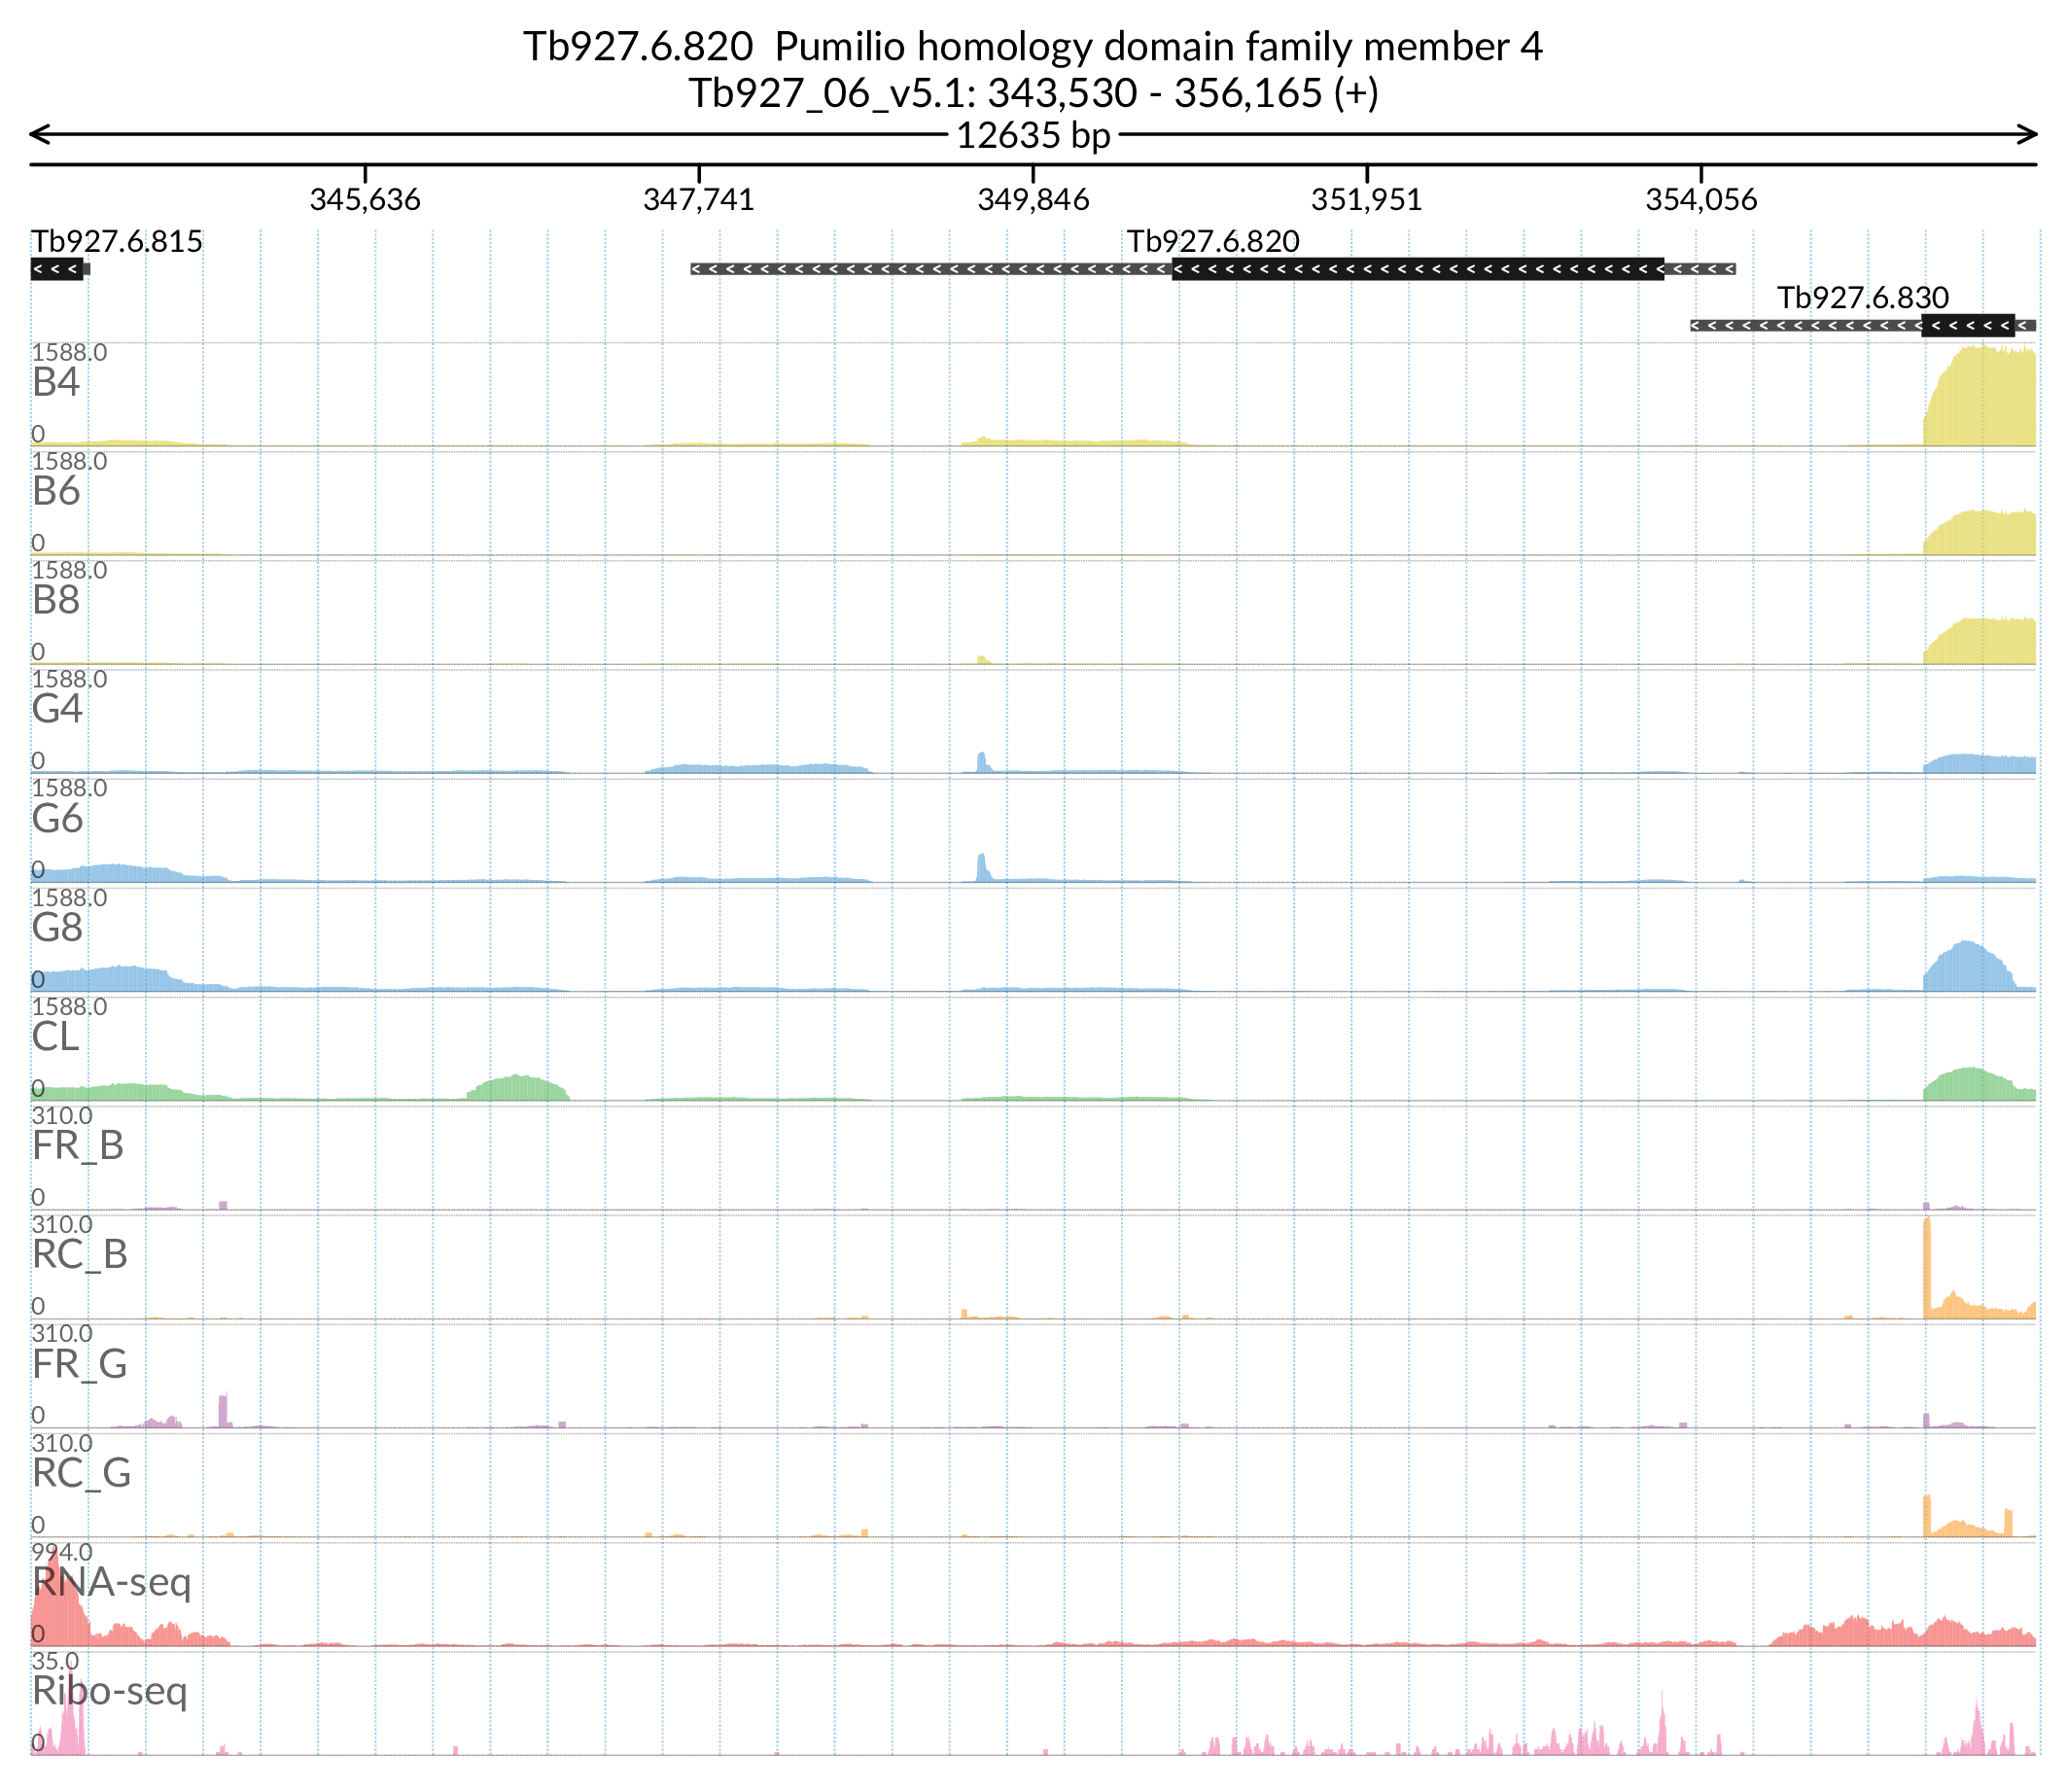 Tb927.6.820 Pumilio homology domain family member 4
Tb927_06_v5.1: 343,530 - 356,165 (+)
12635 bp
345,636 347,741 349,846 351,951 354,056
Tb927.6.815 Tb927.6.820
Tb927.6.830
1588.0
B4
0
1588.0
B6
0
1588.0
B8
0
1588.0
G4
0
1588.0
G6
0
1588.0
G8
0
1588.0
CL
0
310.0
FR_B
0
310.0
RC_B
0
310.0
FR_G
0
310.0
RC_G
0
994.0
RNA-seq
0
35.0
Ribo-seq
0